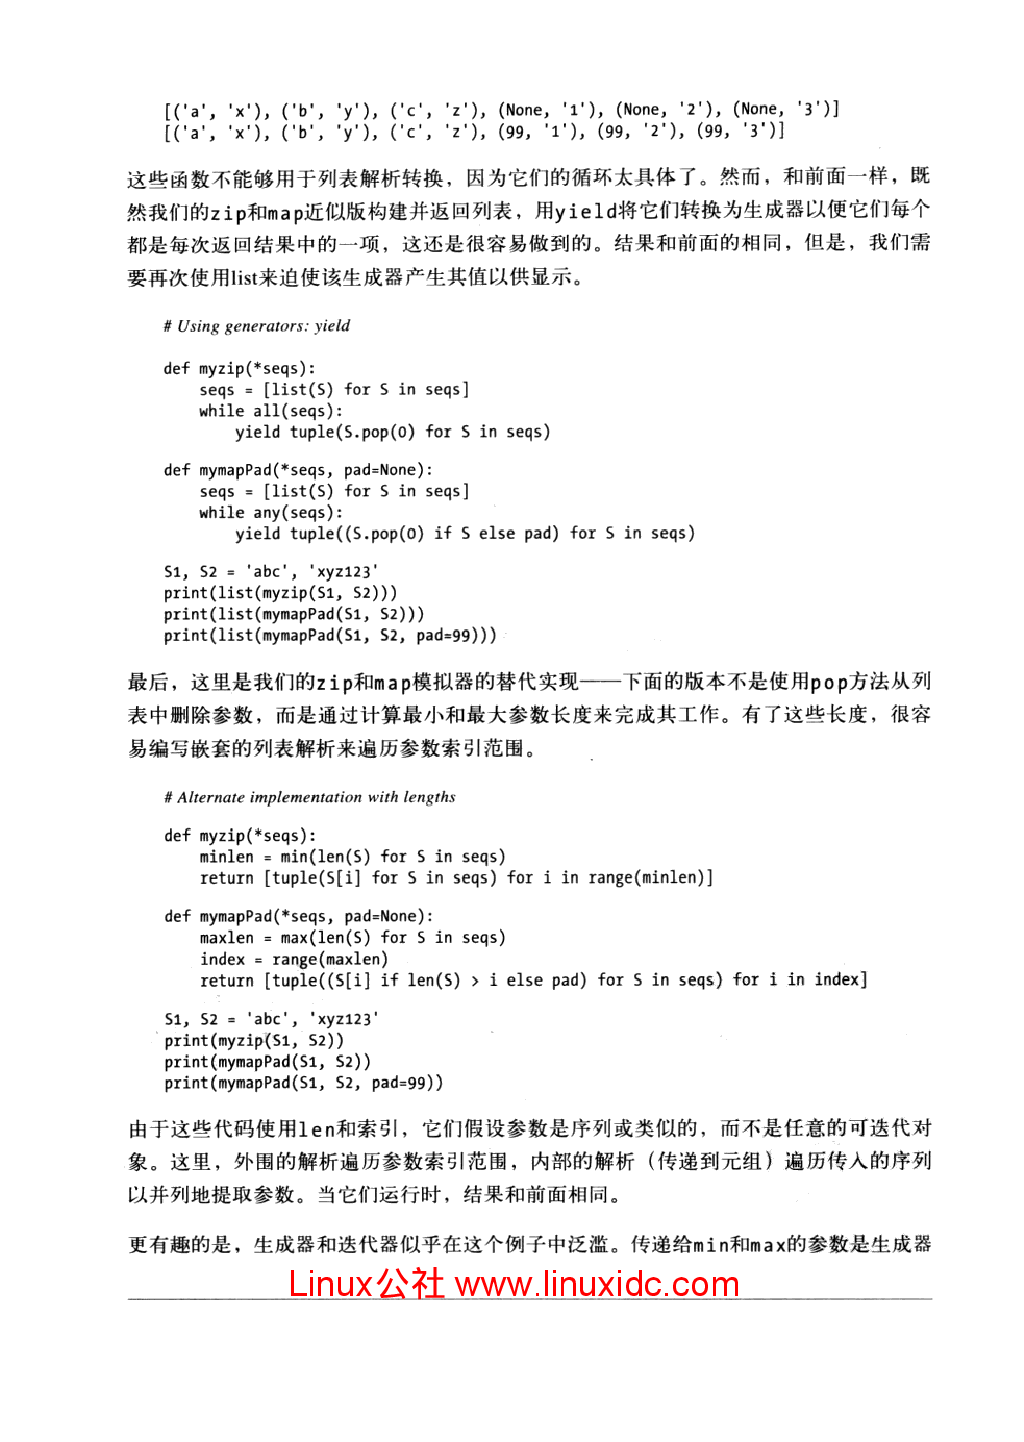 [('a', 'x'), ('b', 'y'), ('c', 'z'), (None, '1'), (None, '2'), (None, '3')]
[('a', 'x'), ('b', 'y'), ('c', 'z'), (99, '1'), (99, '2'), (99, '3')]
这些函数不能够用于列表解析转换，因为它们的循环太具体了。然而，和前面一样，既
然我们的zip和map近似版构建并返回列表，用yield将它们转换为生成器以便它们每个
都是每次返回结果中的一项，这还是很容易做到的。结果和前面的相同，但是，我们需
要再次使用list来迫使该生成器产生其值以供显示。
# Using generators: yield
def myzip(*seqs):
    seqs = [list(S) for S in seqs]
    while all(seqs):
        yield tuple(S.pop(0) for S in seqs)
def mymapPad(*seqs, pad=None):
    seqs = [list(S) for S in seqs]
    while any(seqs):
        yield tuple((S.pop(0) if S else pad) for S in seqs)
S1, S2 = 'abc', 'xyz123'
print(list(myzip(S1, S2)))
print(list(mymapPad(S1, S2)))
print(list(mymapPad(S1, S2, pad=99)))
最后，这里是我们的zip和map模拟器的替代实现——下面的版本不是使用pop方法从列
表中删除参数，而是通过计算最小和最大参数长度来完成其工作。有了这些长度，很容
易编写嵌套的列表解析来遍历参数索引范围。
# Alternate implementation with lengths
def myzip(*seqs):
    minlen = min(len(S) for S in seqs)
    return [tuple(S[i] for S in seqs) for i in range(minlen)]
def mymapPad(*seqs, pad=None):
    maxlen = max(len(S) for S in seqs)
    index = range(maxlen)
    return [tuple((S[i] if len(S) > i else pad) for S in seqs) for i in index]
S1, S2 = 'abc', 'xyz123'
print(myzip(S1, S2))
print(mymapPad(S1, S2))
print(mymapPad(S1, S2, pad=99))
由于这些代码使用len和索引，它们假设参数是序列或类似的，而不是任意的可迭代对
象。这里，外围的解析遍历参数索引范围，内部的解析（传递到元组）遍历传入的序列
以并列地提取参数。当它们运行时，结果和前面相同。
更有趣的是，生成器和迭代器似乎在这个例子中泛滥。传递给min和max的参数是生成器
Linux公社 www.linuxidc.com